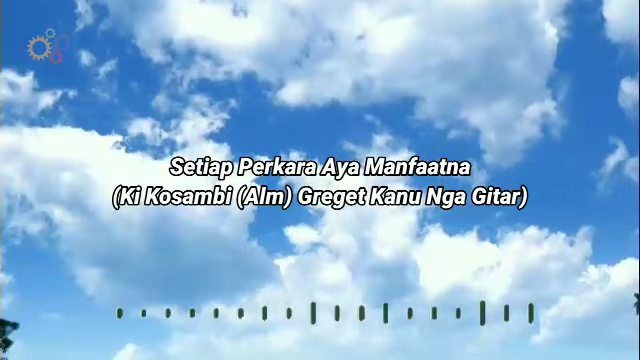 Setiap Perkara Aya Manfaatna
(Ki Kosambi (Alm) Greget Kanu Nga Gitar)